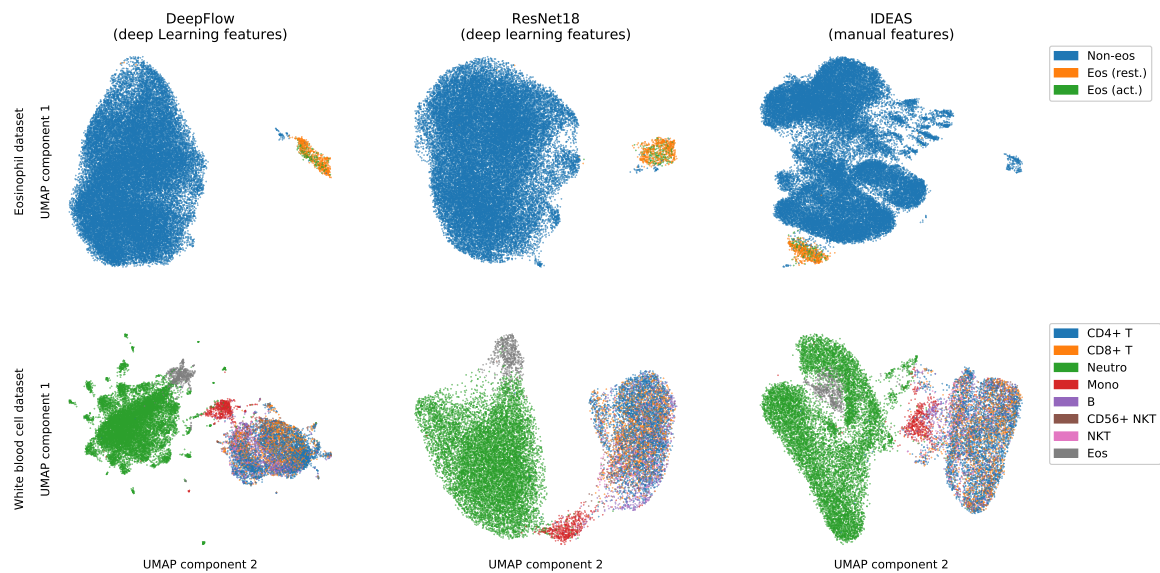 DeepFlow
(deep Learning features)
ResNet18
(deep learning features)
IDEAS
(manual features)
Eosinophil dataset
UMAP component 1
Non-eos
Eos (rest.)
Eos (act.)
White blood cell dataset
UMAP component 1
CD4+ T
CD8+ T
Neutro
Mono
B
CD56+ NKT
NKT
Eos
UMAP component 2
UMAP component 2
UMAP component 2